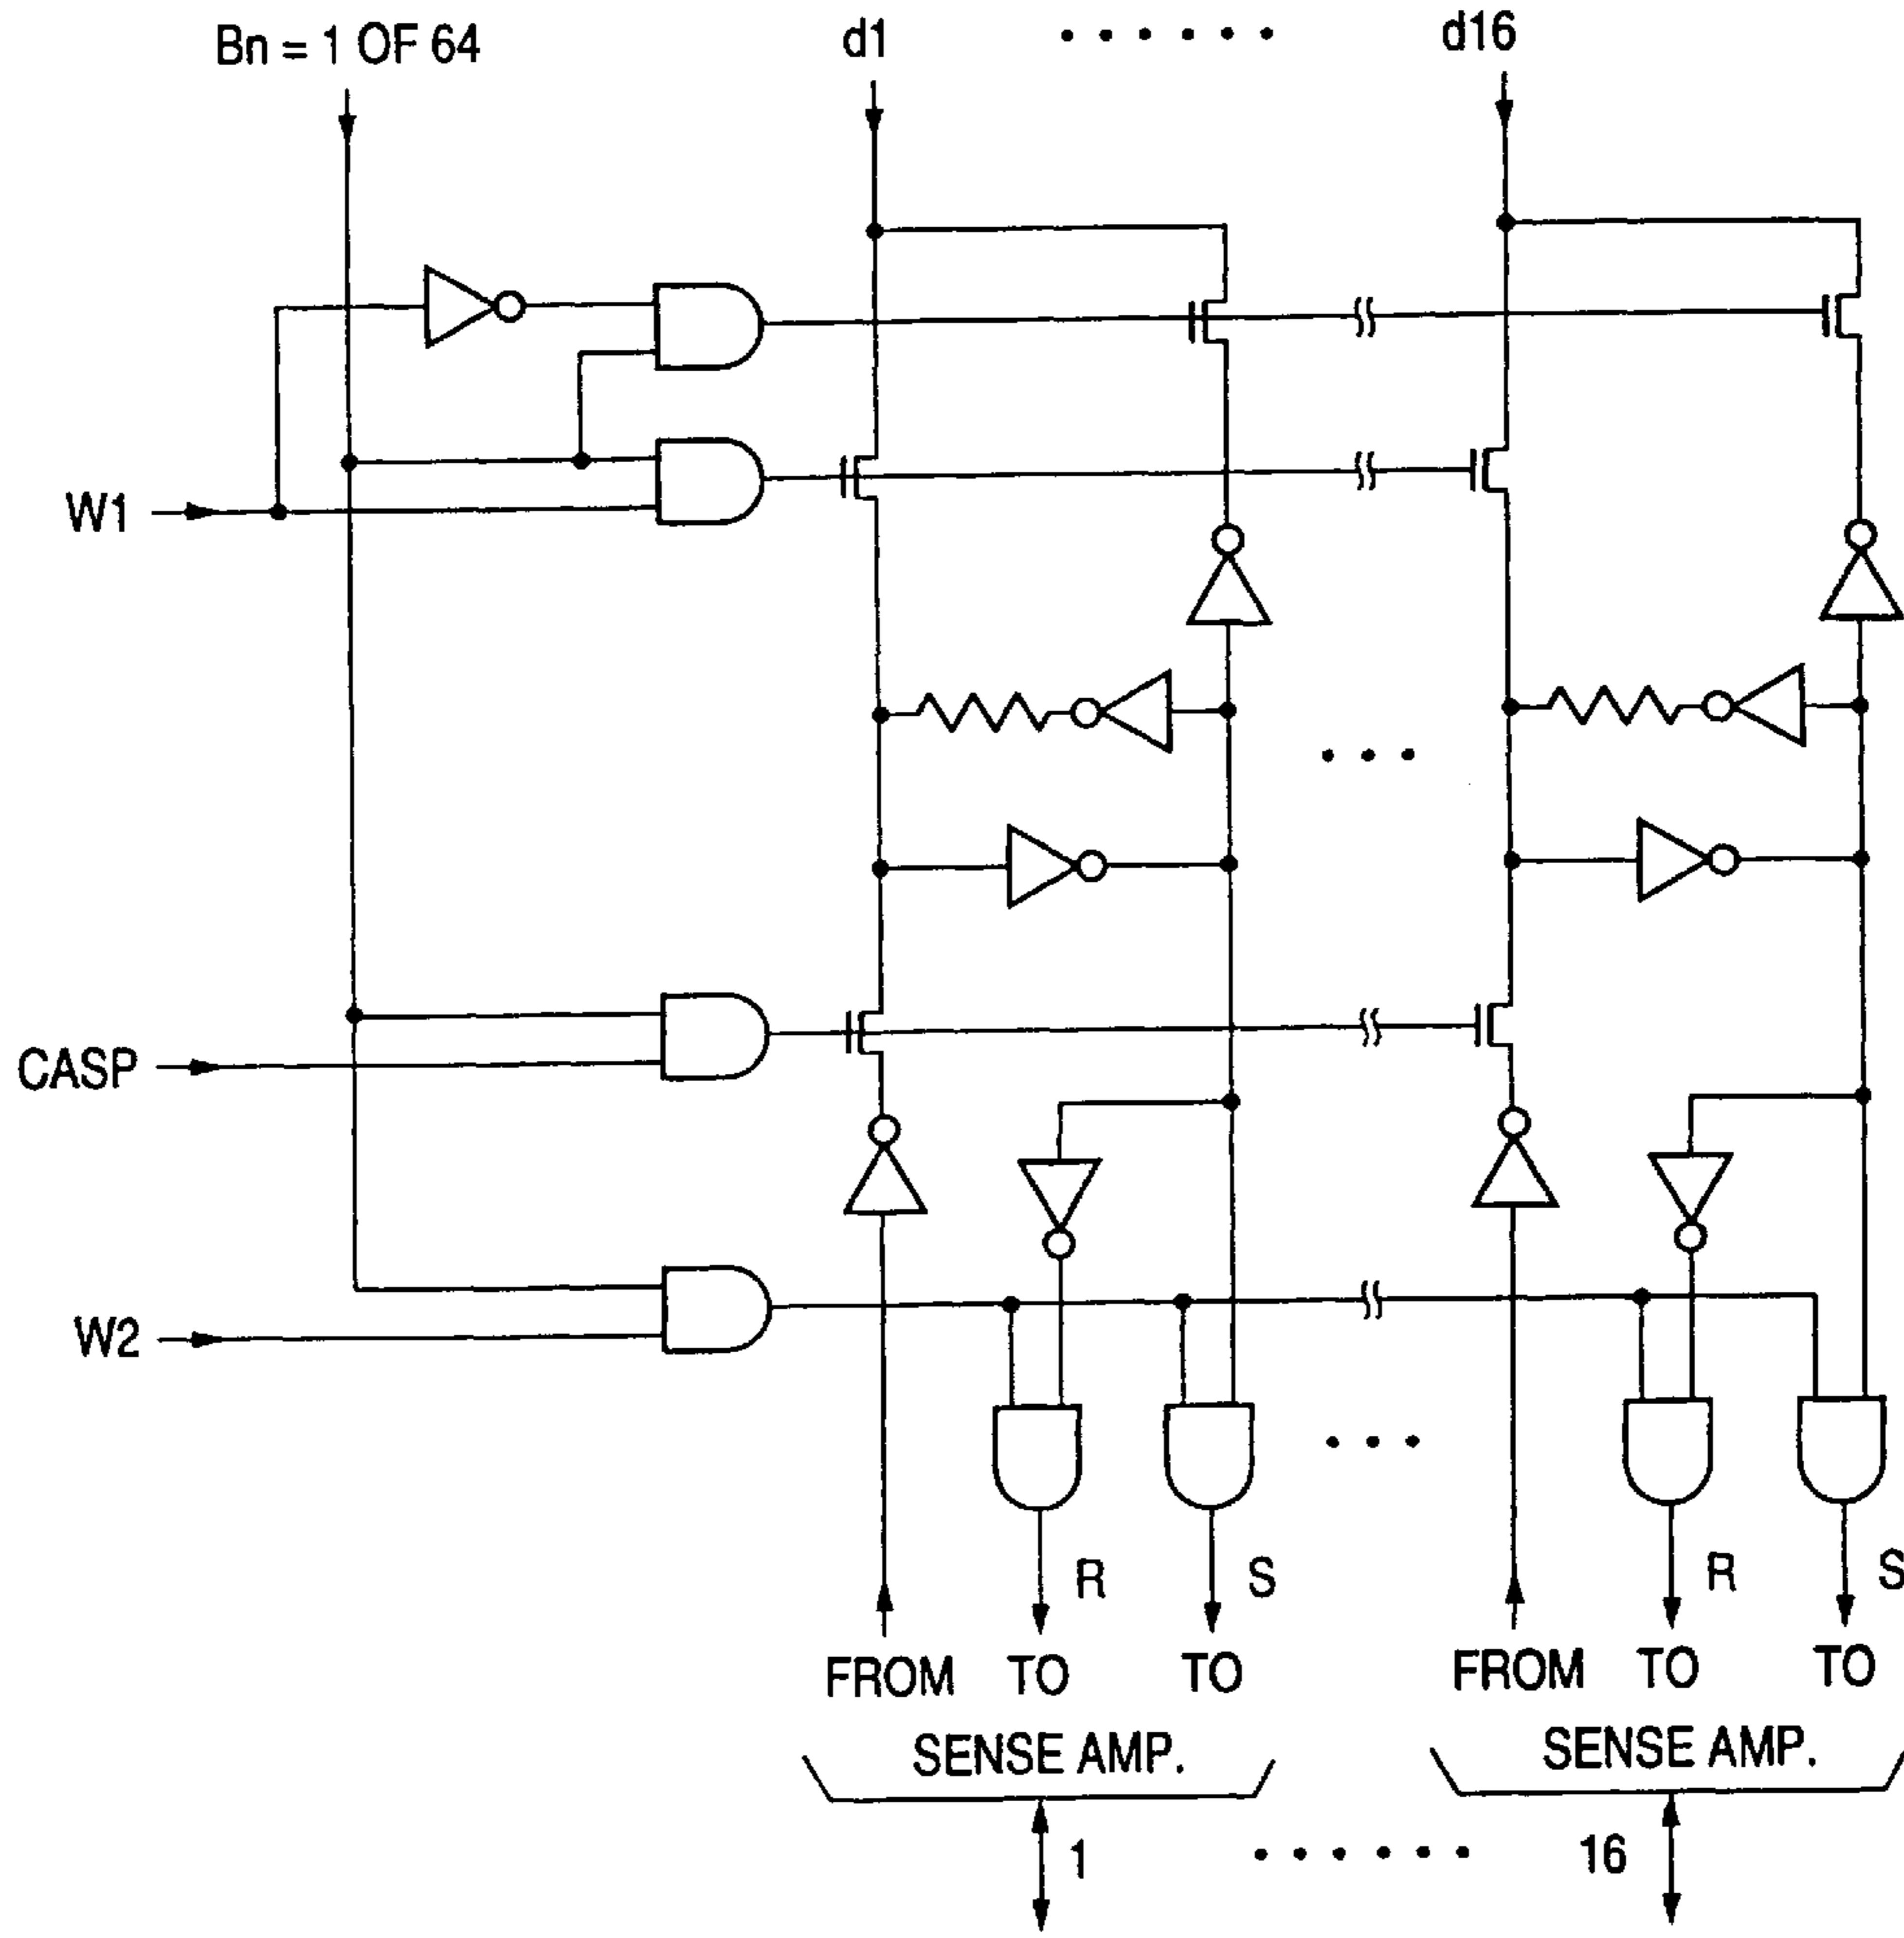 Bn = 1 OF 64
d1
d16
W1
CASP
W2
R
S
R
S
FROM
TO
TO
FROM
TO
TO
SENSE AMP.
SENSE AMP.
1
16